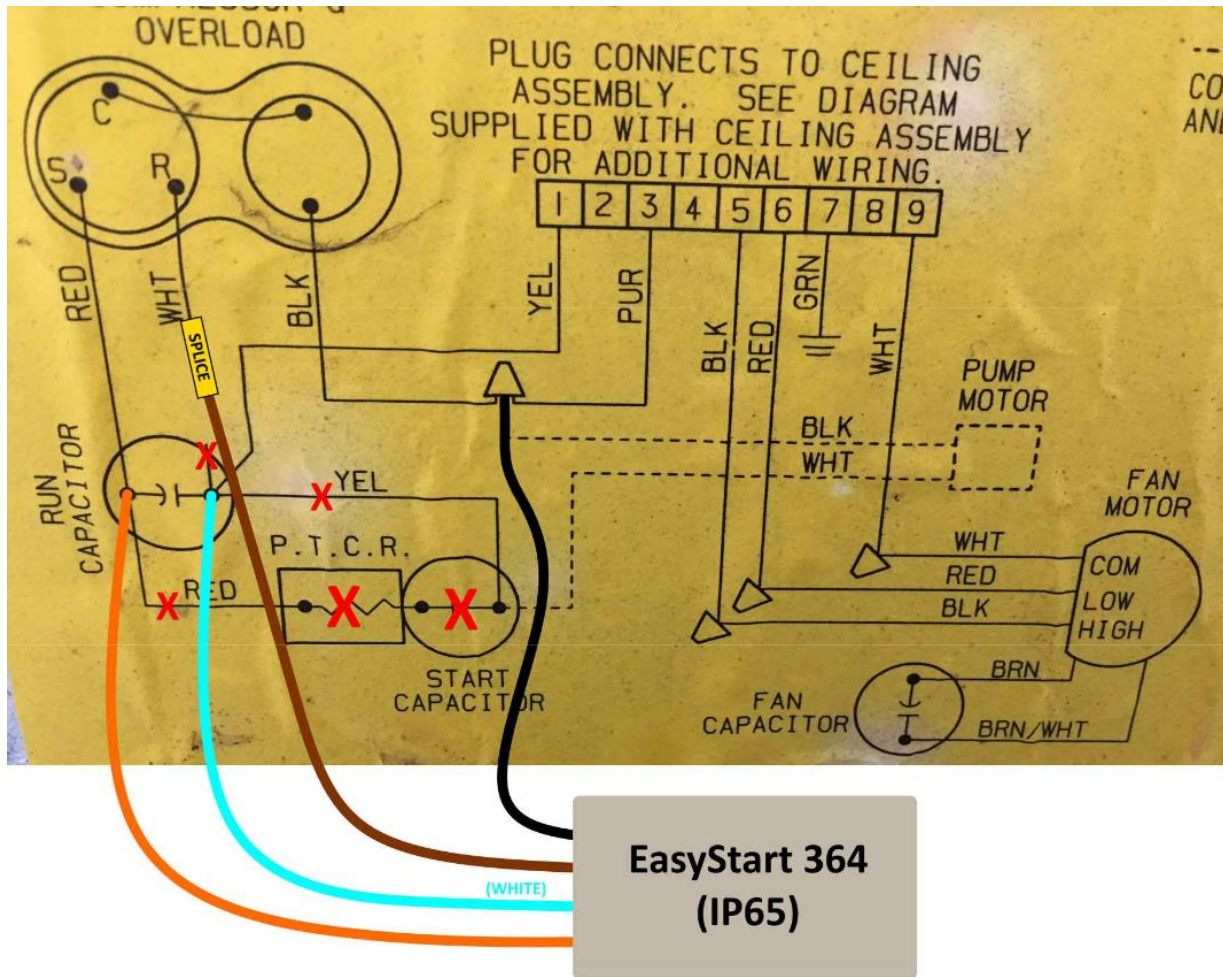 COMPRESSOR &
OVERLOAD
PLUG CONNECTS TO CEILING
ASSEMBLY. SEE DIAGRAM
SUPPLIED WITH CEILING ASSEMBLY
FOR ADDITIONAL WIRING.
CO
AN
C
S
R
1 2 3 4 5 6 7 8 9
RED
WHT
BLK
YEL
PUR
BLK
RED
GRN
WHT
SPLICE
PUMP
MOTOR
BLK
WHT
RUN
CAPACITOR
X
X YEL
P.T.C.R.
X RED
X
X
START
CAPACITOR
FAN
MOTOR
WHT
RED
BLK
COM
LOW
HIGH
BRN
FAN
CAPACITOR
BRN/WHT
EasyStart 364
(IP65)
(WHITE)